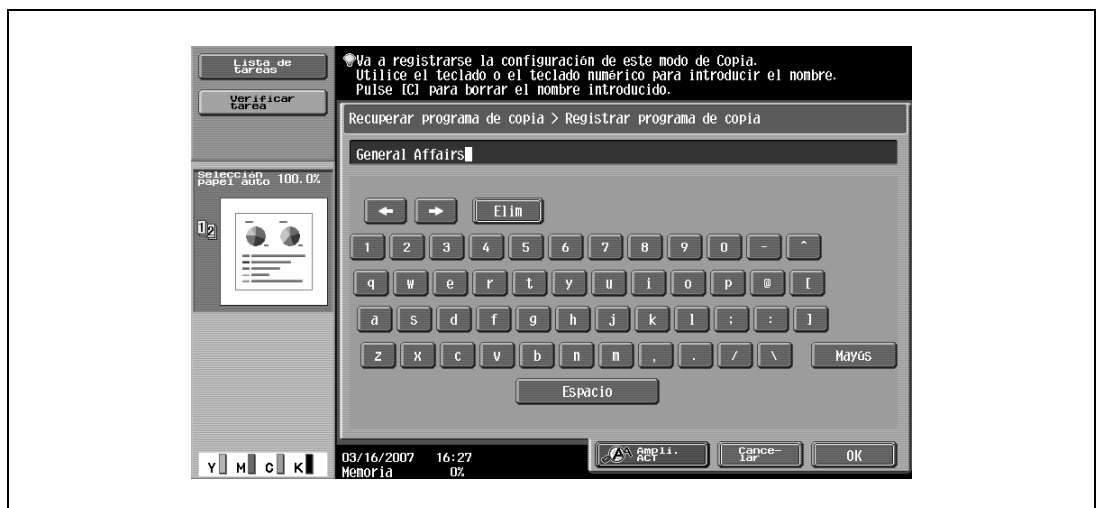 Lista de
tareas
Verificar
tarea
Va a registrarse la configuración de este modo de Copia.
Utilice el teclado o el teclado numérico para introducir el nombre.
Pulse [C] para borrar el nombre introducido.
Recuperar programa de copia > Registrar programa de copia
General Affairs
Selección
papel auto 100.0%
12
← → Elim
1 2 3 4 5 6 7 8 9 0 - ^
q w e r t y u i o p @ [
a s d f g h j k l ; : ]
z x c v b n m , . / \ Mayús
Espacio
Y M C K
03/16/2007 16:27
Memoria 0%
Ampli.
ACT
Cance-
lar
OK